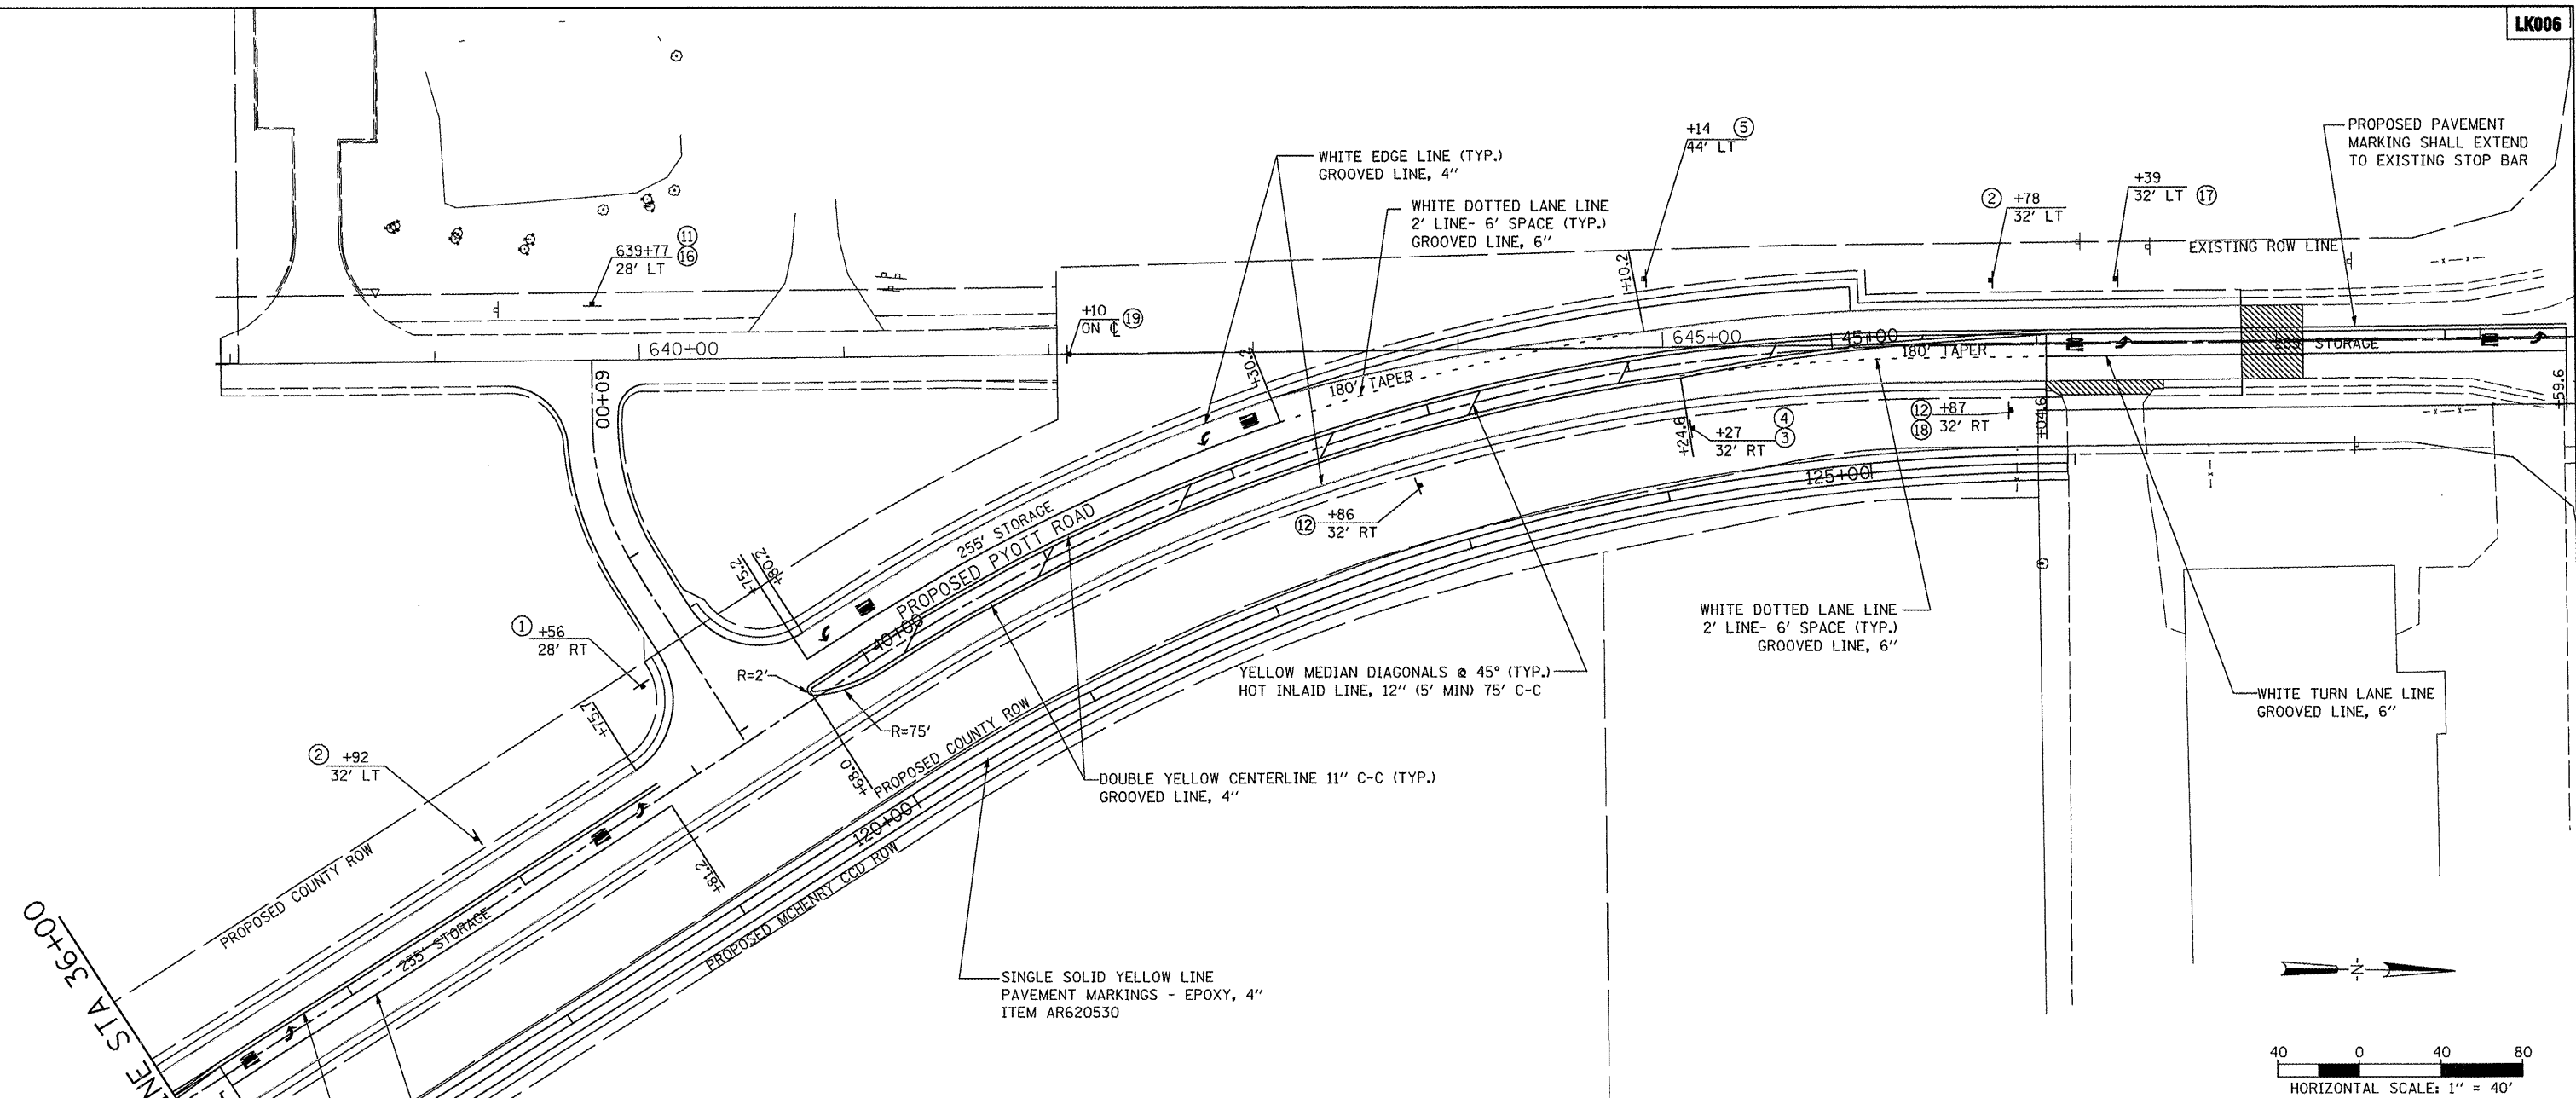 LK006
PROPOSED PAVEMENT
MARKING SHALL EXTEND
TO EXISTING STOP BAR
+14 5
44' LT
WHITE EDGE LINE (TYP.)
GROOVED LINE, 4"
WHITE DOTTED LANE LINE
2' LINE- 6' SPACE (TYP.)
GROOVED LINE, 6"
+39
32' LT 17
2 +78
32' LT
EXISTING ROW LINE
11
639+77 16
28' LT
+10 19
ON ℄
+10.2
640+00
645+00
45+00
180' TAPER
STORAGE
+30.2
180' TAPER
60+00
+59.6
+04.6
+24.6
12 +87
18 32' RT
4
+27 3
32' RT
125+00
12 +86
32' RT
255' STORAGE
PROPOSED PYOTT ROAD
+75.2
+80.2
40+00
1 +56
28' RT
R=2'
R=75'
WHITE DOTTED LANE LINE
2' LINE- 6' SPACE (TYP.)
GROOVED LINE, 6"
YELLOW MEDIAN DIAGONALS @ 45° (TYP.)
HOT INLAID LINE, 12" (5' MIN) 75' C-C
WHITE TURN LANE LINE
GROOVED LINE, 6"
+75.7
+68.0
PROPOSED COUNTY ROW
2 +92
32' LT
DOUBLE YELLOW CENTERLINE 11" C-C (TYP.)
GROOVED LINE, 4"
120+00
+81.2
PROPOSED COUNTY ROW
PROPOSED MCHENRY CCD ROW
255' STORAGE
NE STA 36+00
SINGLE SOLID YELLOW LINE
PAVEMENT MARKINGS - EPOXY, 4"
ITEM AR620530
N
40 0 40 80
HORIZONTAL SCALE: 1" = 40'